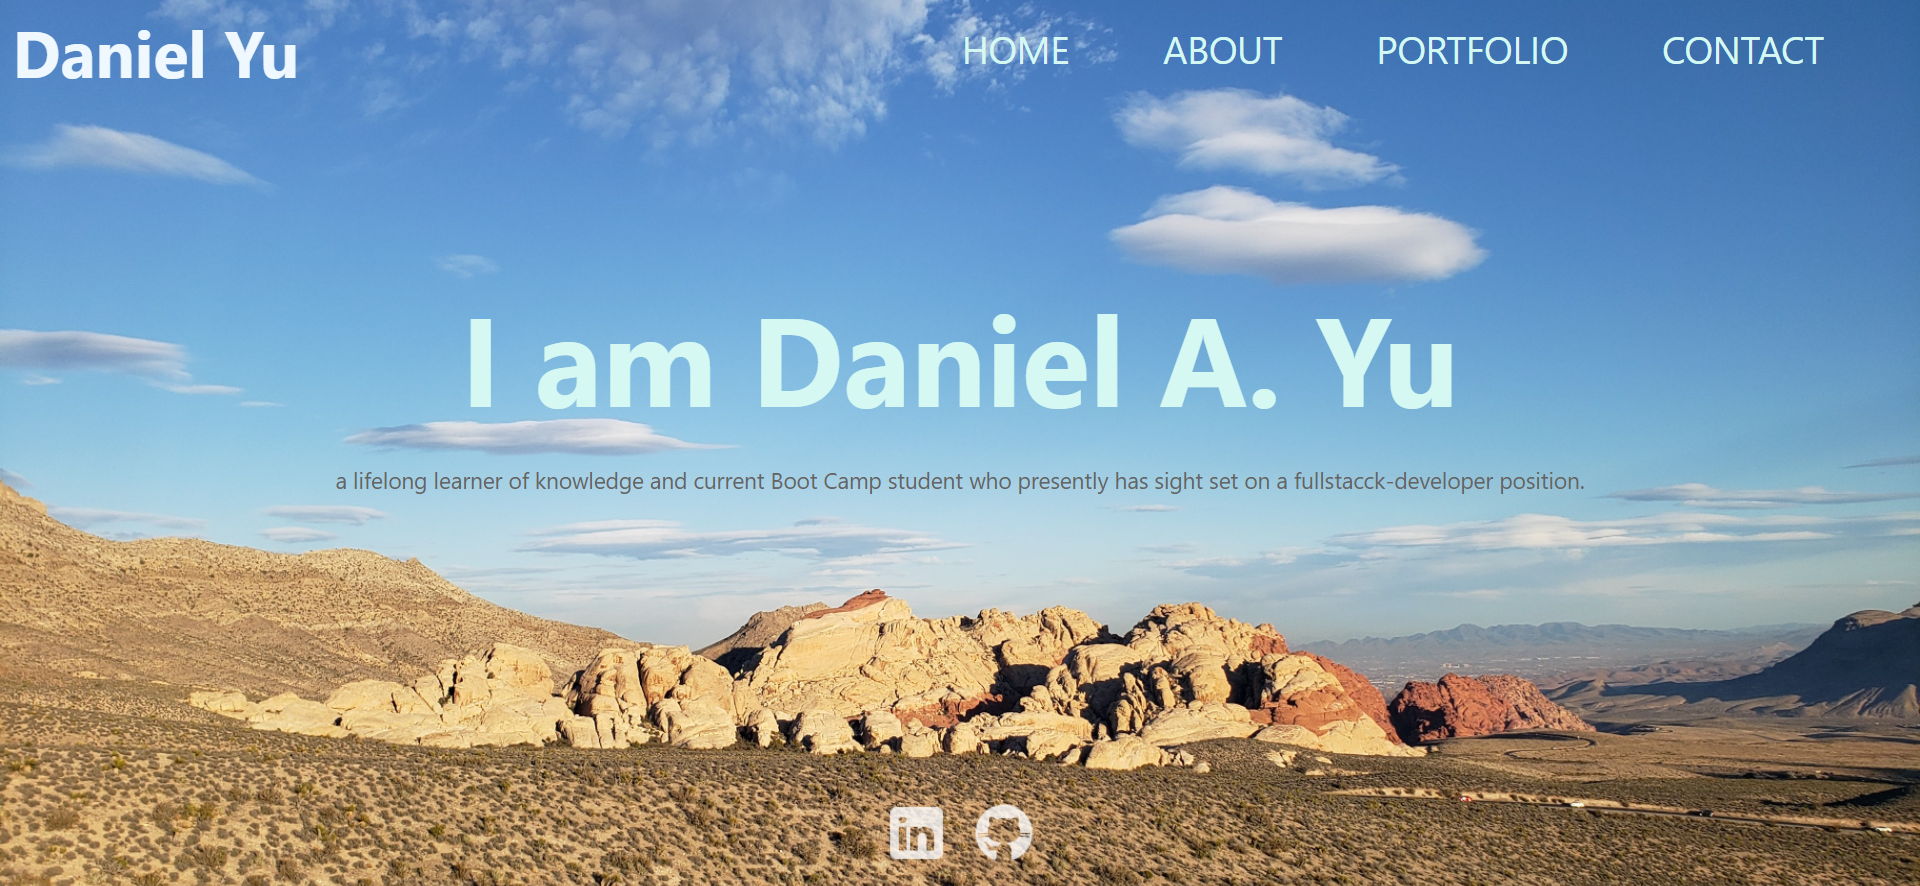 Daniel Yu
HOME ABOUT PORTFOLIO CONTACT
I am Daniel A. Yu
a lifelong learner of knowledge and current Boot Camp student who presently has sight set on a fullstacck-developer position.
in